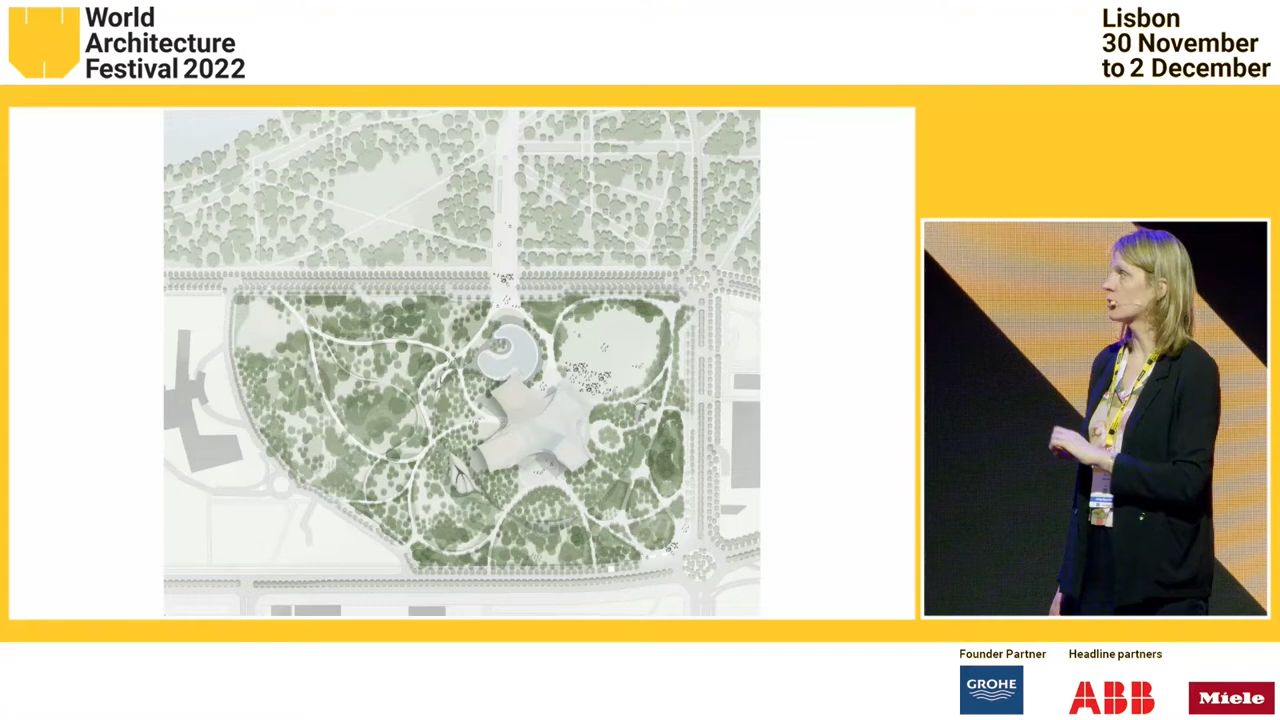 World
Architecture
Festival 2022
Lisbon
30 November
to 2 December
Founder Partner
Headline partners
GROHE
ABB
Miele